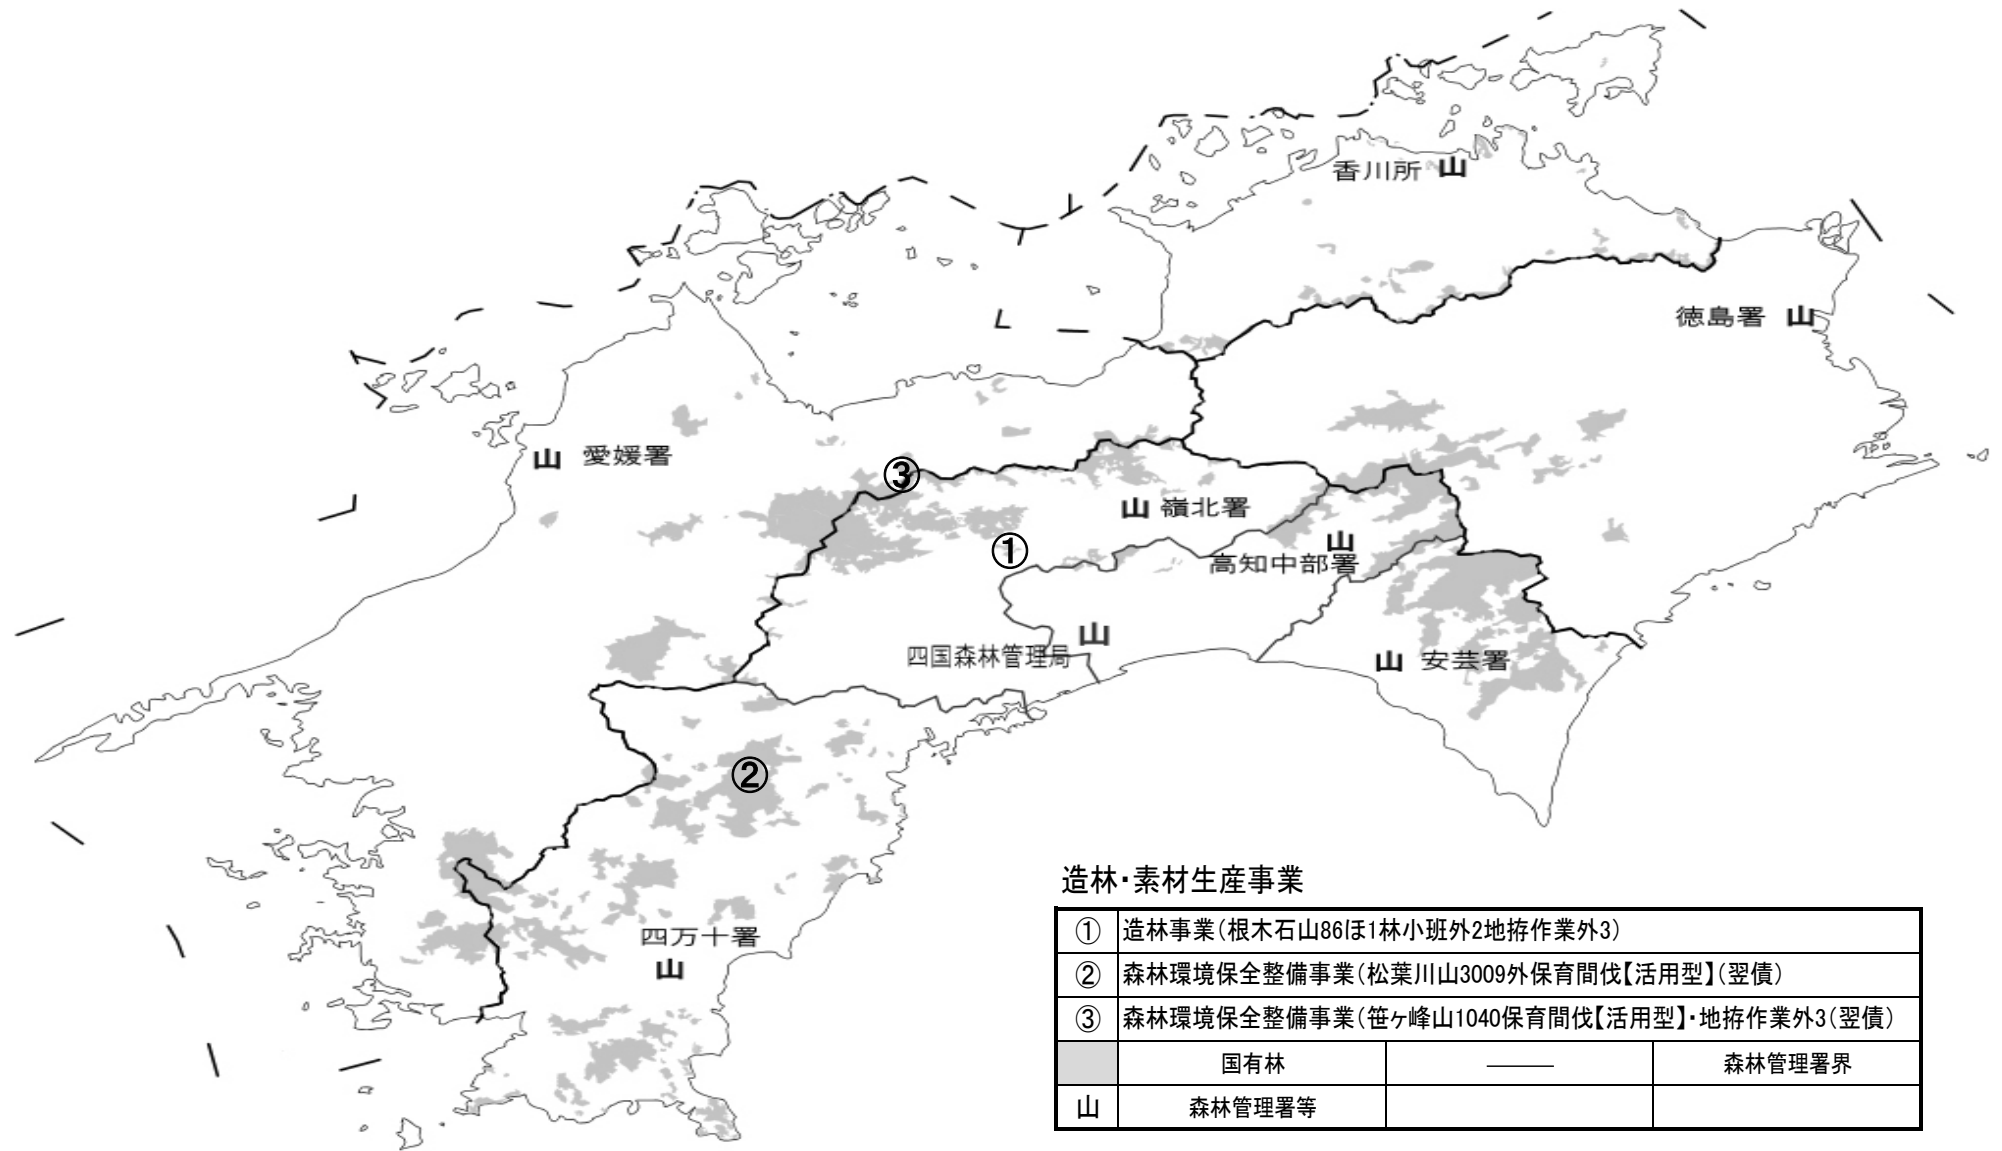 香川所 山
徳島署 山
山 愛媛署
③
山 嶺北署
①
山
高知中部署
山
四国森林管理局
山 安芸署
②
四万十署
山
造林・素材生産事業
① 造林事業(根木石山86ほ1林小班外2地拵作業外3)
② 森林環境保全整備事業(松葉川山3009外保育間伐【活用型】(翌債)
③ 森林環境保全整備事業(笹ヶ峰山1040保育間伐【活用型】・地拵作業外3(翌債)
国有林 ――― 森林管理署界
山 森林管理署等